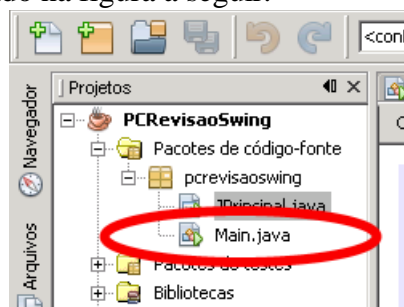 do na figura a seguir:
<con
Projetos
Navegador
PCRevisaoSwing
Pacotes de código-fonte
pcrevisaoswing
JPrincipal.java
Main.java
Arquivos
Pacotes de testes
Bibliotecas